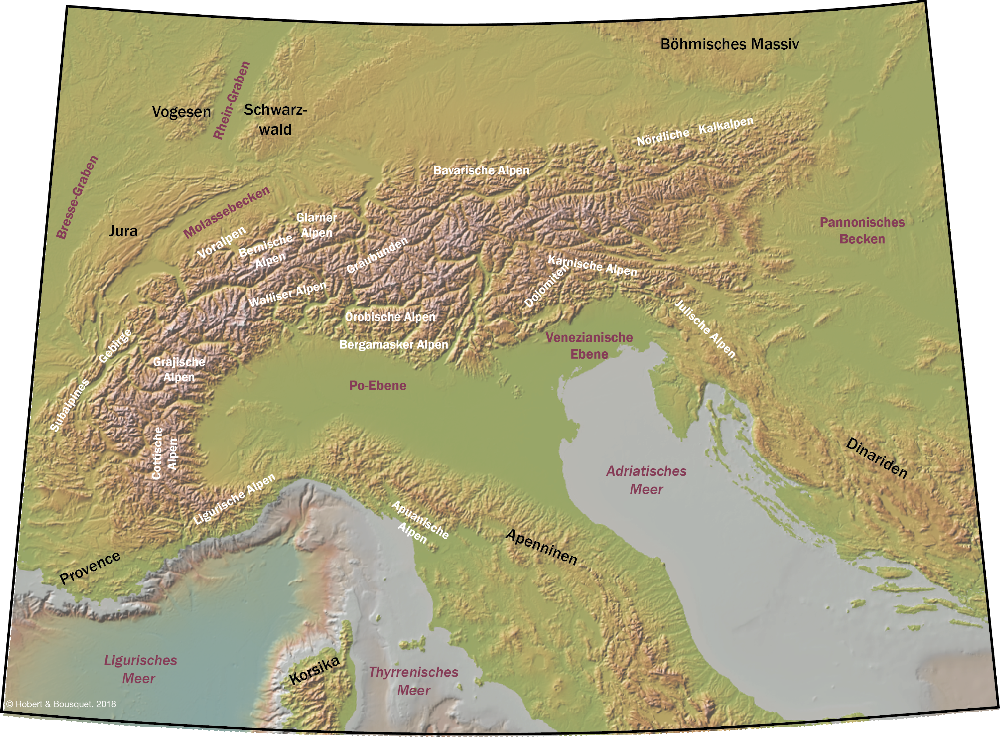 Böhmisches Massiv
Rhein-Graben
Vogesen
Schwarz-
wald
Nördliche Kalkalpen
Bavarische Alpen
Bresse-Graben
Molassebecken
Jura
Glarner
Alpen
Voralpen
Bernische
Alpen
Graubünden
Pannonisches
Becken
Karnische Alpen
Dolomiten
Walliser Alpen
Orobische Alpen
Julische Alpen
Bergamasker Alpen
Venezianische
Ebene
Subalpines Gebirge
Grajische
Alpen
Po-Ebene
Cottische
Alpen
Dinariden
Adriatisches
Meer
Ligurische Alpen
Apuanische
Alpen
Apenninen
Provence
Ligurisches
Meer
Korsika
Thyrrenisches
Meer
© Robert & Bousquet, 2018